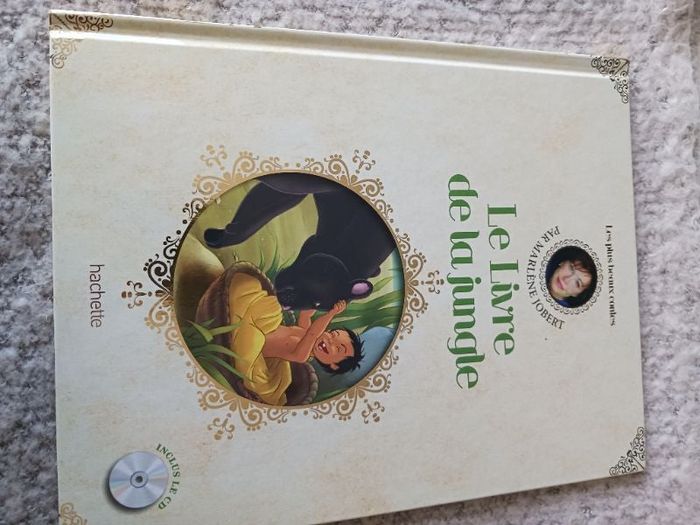 Les plus beaux contes
PAR MARLÈNE JOBERT
Le Livre
de la jungle
hachette
INCLUS LE CD